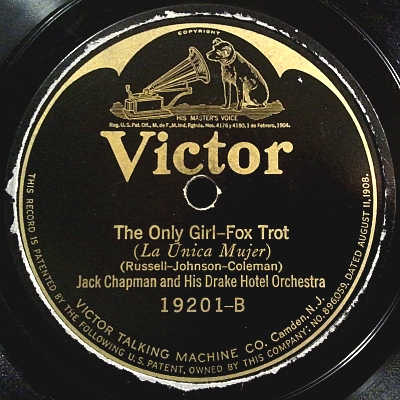 COPYRIGHT
HIS MASTER'S VOICE
Reg. U.S. Pat. Off., M. de F., M. Ind. Rgtrda. Nos. 4176 y 4180, 1 de Febrero, 1904.
Victor
The Only Girl–Fox Trot
(La Única Mujer)
(Russell-Johnson-Coleman)
Jack Chapman and His Drake Hotel Orchestra
19201-B
VICTOR TALKING MACHINE CO. Camden, N.J.
THIS RECORD IS PATENTED BY THE FOLLOWING U.S. PATENT, OWNED BY THIS COMPANY: NO. 896059, DATED AUGUST 11, 1908.